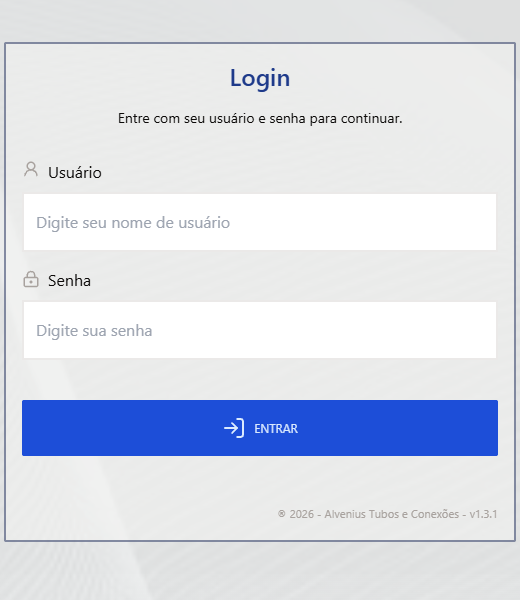 Login
Entre com seu usuário e senha para continuar.
Usuário
Digite seu nome de usuário
Senha
Digite sua senha
ENTRAR
® 2026 - Alvenius Tubos e Conexões - v1.3.1